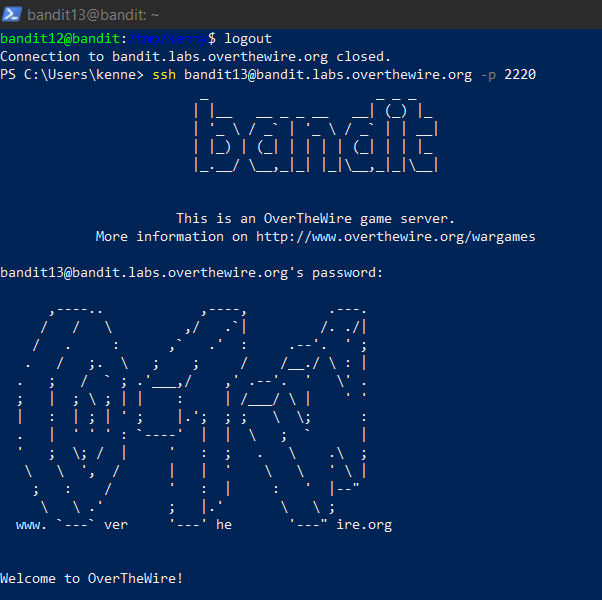 bandit13@bandit: ~
bandit12@bandit:/tmp/kenny$ logout
Connection to bandit.labs.overthewire.org closed.
PS C:\Users\kenne> ssh bandit13@bandit.labs.overthewire.org -p 2220
bandit
This is an OverTheWire game server.
More information on http://www.overthewire.org/wargames
bandit13@bandit.labs.overthewire.org's password:
www. ver he ire.org
Welcome to OverTheWire!